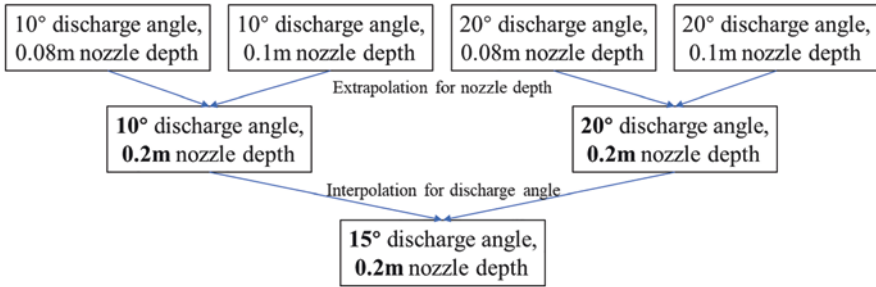 10° discharge angle,
0.08m nozzle depth
10° discharge angle,
0.1m nozzle depth
20° discharge angle,
0.08m nozzle depth
20° discharge angle,
0.1m nozzle depth
Extrapolation for nozzle depth
10° discharge angle,
0.2m nozzle depth
20° discharge angle,
0.2m nozzle depth
Interpolation for discharge angle
15° discharge angle,
0.2m nozzle depth